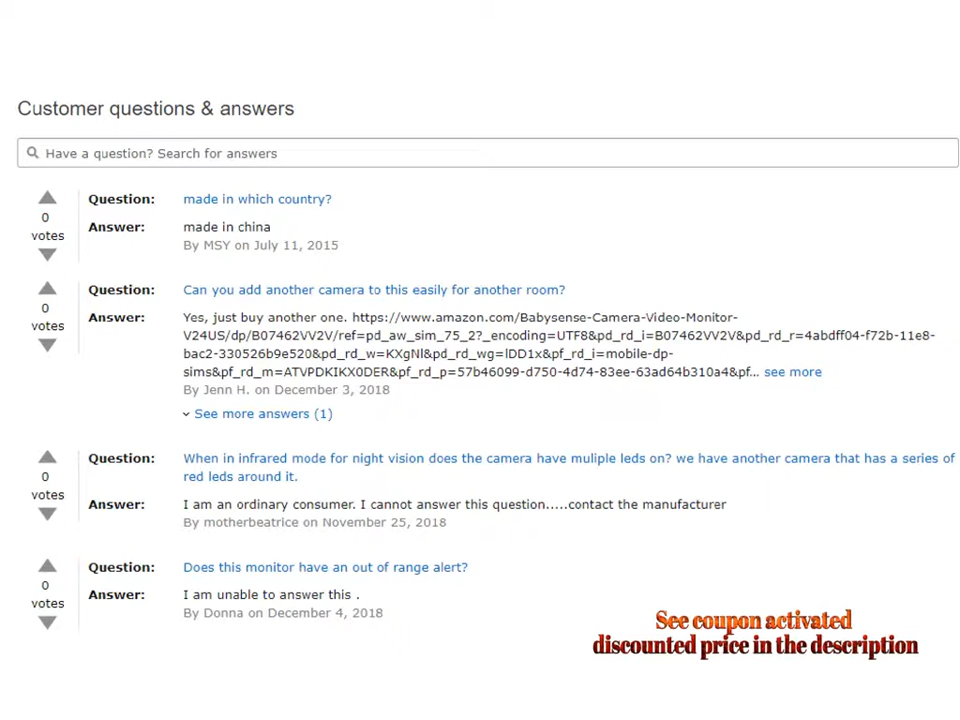 Customer questions & answers
Have a question? Search for answers
0
votes
Question: made in which country?
Answer: made in china
By MSY on July 11, 2015
0
votes
Question: Can you add another camera to this easily for another room?
Answer: Yes, just buy another one. https://www.amazon.com/Babysense-Camera-Video-Monitor-
V24US/dp/B07462VV2V/ref=pd_aw_sim_75_2?_encoding=UTF8&pd_rd_i=B07462VV2V&pd_rd_r=4abdff04-f72b-11e8-
bac2-330526b9e520&pd_rd_w=KXgNl&pd_rd_wg=lDD1x&pf_rd_i=mobile-dp-
sims&pf_rd_m=ATVPDKIKX0DER&pf_rd_p=57b46099-d750-4d74-83ee-63ad64b310a4&pf... see more
By Jenn H. on December 3, 2018
See more answers (1)
0
votes
Question: When in infrared mode for night vision does the camera have muliple leds on? we have another camera that has a series of
red leds around it.
Answer: I am an ordinary consumer. I cannot answer this question.....contact the manufacturer
By motherbeatrice on November 25, 2018
0
votes
Question: Does this monitor have an out of range alert?
Answer: I am unable to answer this .
By Donna on December 4, 2018
See coupon activated
discounted price in the description